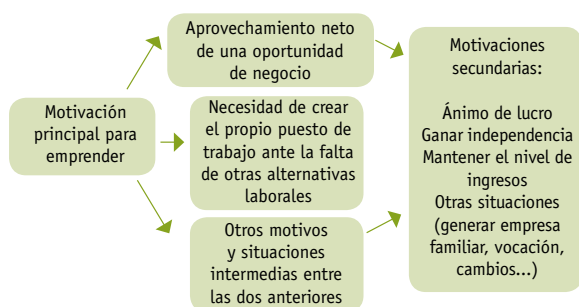 Motivación
principal para
emprender
Aprovechamiento neto
de una oportunidad
de negocio
Necesidad de crear
el propio puesto de
trabajo ante la falta
de otras alternativas
laborales
Otros motivos
y situaciones
intermedias entre
las dos anteriores
Motivaciones
secundarias:
Ánimo de lucro
Ganar independencia
Mantener el nivel de
ingresos
Otras situaciones
(generar empresa
familiar, vocación,
cambios...)